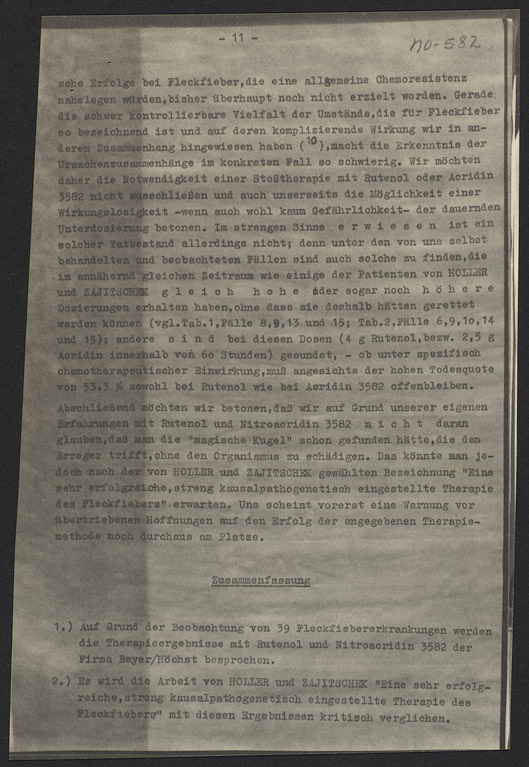 - 11 -
NO-582
sche Erfolge bei Fleckfieber,die eine allgemeine Chemoresistenz
nahelegen würden,bisher überhaupt noch nicht erzielt worden. Gerade
die schwer kontrollierbare Vielfalt der Umstände,die für Fleckfieber
so bezeichnend ist und auf deren komplizierende Wirkung wir in an-
derem Zusammenhang hingewiesen haben (10),macht die Erkenntnis der
Ursachenzusammenhänge im konkreten Fall so schwierig. Wir möchten
daher die Notwendigkeit einer Stoßtherapie mit Rutenol oder Acridin
3582 nicht ausschließen und auch unserseits die Möglichkeit einer
Wirkungslosigkeit -wenn auch wohl kaum Gefährlichkeit- der dauernden
Unterdosierung betonen. Im strengen Sinne e r w i e s e n ist ein
solcher Tatbestand allerdings nicht; denn unter den von uns selbst
behandelten und beobachteten Fällen sind auch solche zu finden,die
im annähernd gleichen Zeitraum wie einige der Patienten von HOLLER
und ZAJITSCHEK g l e i c h h o h e oder sogar noch h ö h e r e
Dosierungen erhalten haben,ohne dass sie deshalb hätten gerettet
werden können (vgl.Tab.1,Fälle 8,9,13 und 15; Tab.2,Fälle 6,9,10,14
und 15); andere s i n d bei diesen Dosen (4 g Rutenol,bezw. 2,5 g
Acridin innerhalb von 60 Stunden) gesundet, - ob unter spezifisch
chemotherapeutischer Einwirkung,muß angesichts der hohen Todesquote
von 53.3 % sowohl bei Rutenol wie bei Acridin 3582 offenbleiben.
Abschließend möchten wir betonen,daß wir auf Grund unserer eigenen
Erfahrungen mit Rutenol und Nitroacridin 3582 n i c h t daran
glauben,daß man die "magische Kugel" schon gefunden hätte,die den
Erreger trifft,ohne den Organismus zu schädigen. Das könnte man je-
doch nach der von HOLLER und ZAJITSCHEK gewählten Bezeichnung "Eine
sehr erfolgreiche,streng kausalpathogenetisch eingestellte Therapie
des Fleckfiebers" erwarten. Uns scheint vorerst eine Warnung vor
übertriebenen Hoffnungen auf den Erfolg der angegebenen Therapie-
methode noch durchaus am Platze.
Zusammenfassung
1.) Auf Grund der Beobachtung von 39 Fleckfiebererkrankungen werden
die Therapieergebnisse mit Rutenol und Nitroacridin 3582 der
Firma Bayer/Höchst besprochen.
2.) Es wird die Arbeit von HOLLER und ZAJITSCHEK "Eine sehr erfolg-
reiche,streng kausalpathogenetisch eingestellte Therapie des
Fleckfiebers" mit diesen Ergebnissen kritisch verglichen.